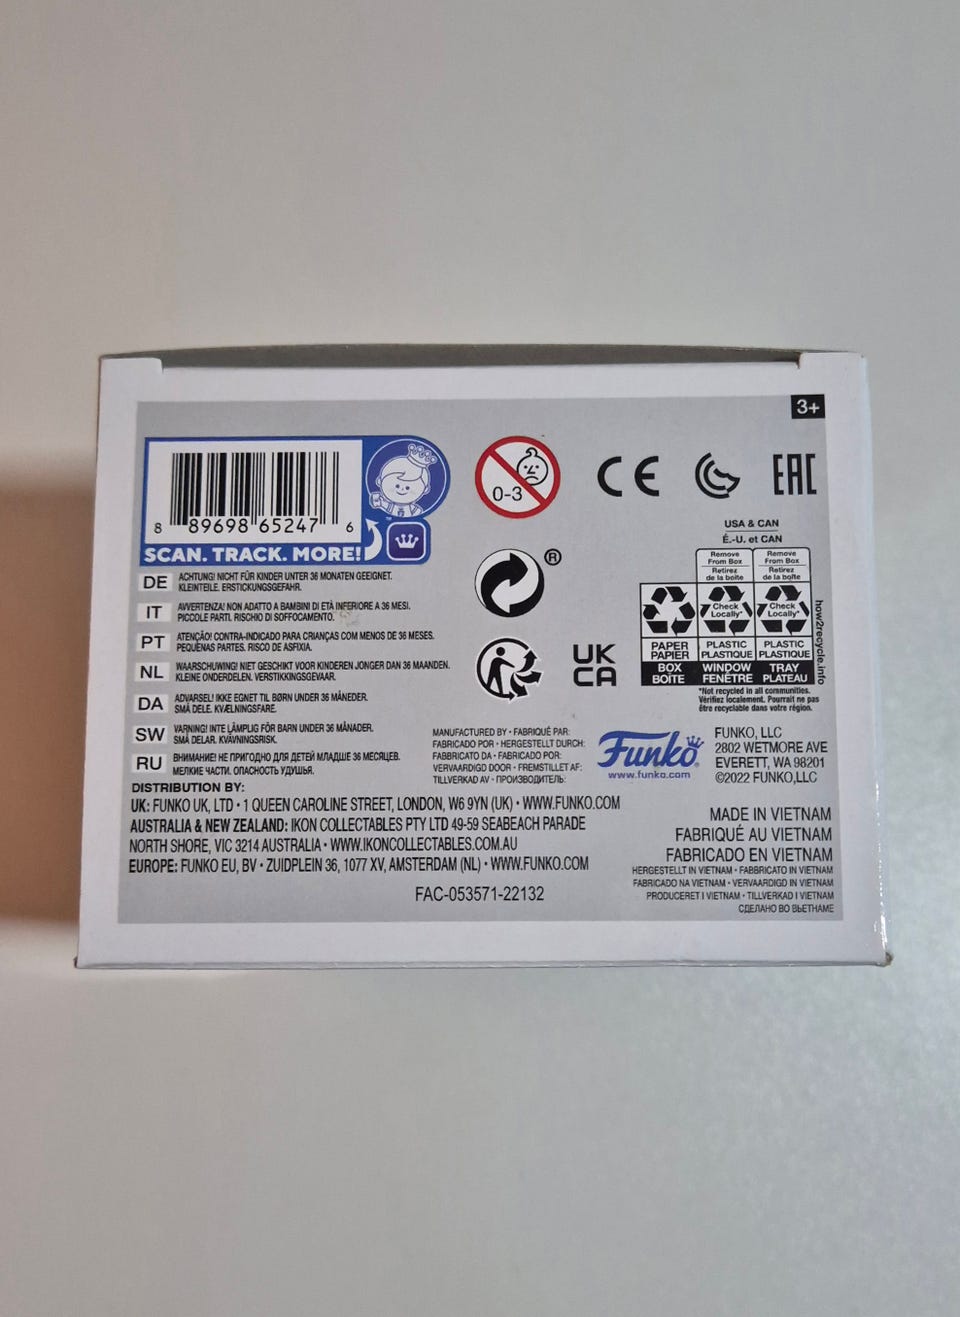 3+
8 89698 65247 6
SCAN. TRACK. MORE!
™
0-3
CE
EAC
®
UK
CA
USA & CAN
É.-U. et CAN
Remove
From Box
Retirez
de la boîte
Remove
From Box
Retirez
de la boîte
Check
Locally*
Check
Locally*
PAPER
PAPIER
PLASTIC
PLASTIQUE
PLASTIC
PLASTIQUE
BOX
BOÎTE
WINDOW
FENÊTRE
TRAY
PLATEAU
how2recycle.info
*Not recycled in all communities.
Vérifiez localement. Pourrait ne pas
être recyclable dans votre région.
DE ACHTUNG! NICHT FÜR KINDER UNTER 36 MONATEN GEEIGNET.
KLEINTEILE. ERSTICKUNGSGEFAHR.
IT AVVERTENZA! NON ADATTO A BAMBINI DI ETÀ INFERIORE A 36 MESI.
PICCOLE PARTI. RISCHIO DI SOFFOCAMENTO.
PT ATENÇÃO! CONTRA-INDICADO PARA CRIANÇAS COM MENOS DE 36 MESES.
PEQUENAS PARTES. RISCO DE ASFIXIA.
NL WAARSCHUWING! NIET GESCHIKT VOOR KINDEREN JONGER DAN 36 MAANDEN.
KLEINE ONDERDELEN. VERSTIKKINGSGEVAAR.
DA ADVARSEL! IKKE EGNET TIL BØRN UNDER 36 MÅNEDER.
SMÅ DELE. KVÆLNINGSFARE.
SW VARNING! INTE LÄMPLIG FÖR BARN UNDER 36 MÅNADER.
SMÅ DELAR. KVÄVNINGSRISK.
RU ВНИМАНИЕ! НЕ ПРИГОДНО ДЛЯ ДЕТЕЙ МЛАДШЕ 36 МЕСЯЦЕВ.
МЕЛКИЕ ЧАСТИ. ОПАСНОСТЬ УДУШЬЯ.
MANUFACTURED BY • FABRIQUÉ PAR:
FABRICADO POR • HERGESTELLT DURCH:
FABBRICATO DA • FABRICADO POR:
VERVAARDIGD DOOR • FREMSTILLET AF:
TILLVERKAD AV • ПРОИЗВОДИТЕЛЬ:
Funko®
www.funko.com
FUNKO, LLC
2802 WETMORE AVE
EVERETT, WA 98201
©2022 FUNKO,LLC
DISTRIBUTION BY:
UK: FUNKO UK, LTD • 1 QUEEN CAROLINE STREET, LONDON, W6 9YN (UK) • WWW.FUNKO.COM
AUSTRALIA & NEW ZEALAND: IKON COLLECTABLES PTY LTD 49-59 SEABEACH PARADE
NORTH SHORE, VIC 3214 AUSTRALIA • WWW.IKONCOLLECTABLES.COM.AU
EUROPE: FUNKO EU, BV • ZUIDPLEIN 36, 1077 XV, AMSTERDAM (NL) • WWW.FUNKO.COM
FAC-053571-22132
MADE IN VIETNAM
FABRIQUÉ AU VIETNAM
FABRICADO EN VIETNAM
HERGESTELLT IN VIETNAM • FABBRICATO IN VIETNAM
FABRICADO NA VIETNAM • VERVAARDIGD IN VIETNAM
PRODUCERET I VIETNAM • TILLVERKAD I VIETNAM
СДЕЛАНО ВО ВЬЕТНАМЕ